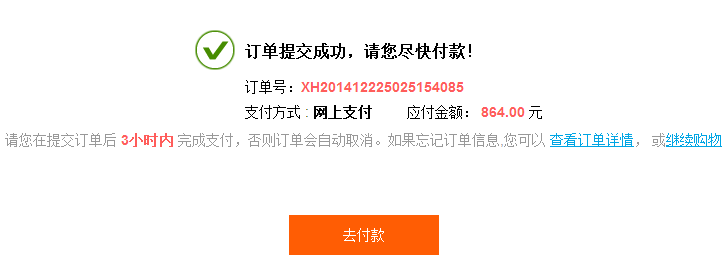 订单提交成功，请您尽快付款！
订单号：XH201412225025154085
支付方式 : 网上支付 应付金额： 864.00 元
请您在提交订单后 3小时内 完成支付，否则订单会自动取消。如果忘记订单信息,您可以 查看订单详情， 或继续购物
去付款